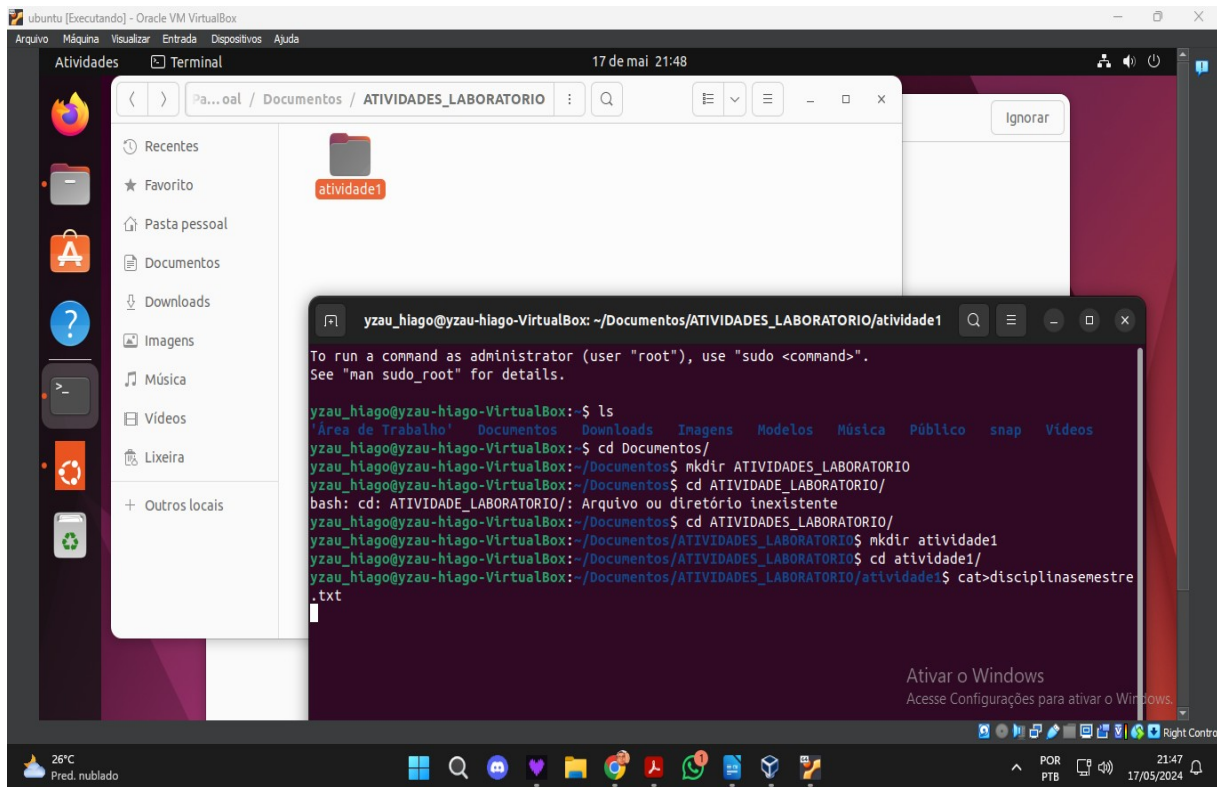 ubuntu [Executando] - Oracle VM VirtualBox
Arquivo Máquina Visualizar Entrada Dispositivos Ajuda
Atividades Terminal 17 de mai 21:48
Pa...oal / Documentos / ATIVIDADES_LABORATORIO
Ignorar
Recentes
Favorito
Pasta pessoal
Documentos
Downloads
Imagens
Música
Vídeos
Lixeira
+ Outros locais
atividade1
yzau_hiago@yzau-hiago-VirtualBox: ~/Documentos/ATIVIDADES_LABORATORIO/atividade1
To run a command as administrator (user "root"), use "sudo <command>".
See "man sudo_root" for details.
yzau_hiago@yzau-hiago-VirtualBox:~$ ls
'Área de Trabalho' Documentos Downloads Imagens Modelos Música Público snap Vídeos
yzau_hiago@yzau-hiago-VirtualBox:~$ cd Documentos/
yzau_hiago@yzau-hiago-VirtualBox:~/Documentos$ mkdir ATIVIDADES_LABORATORIO
yzau_hiago@yzau-hiago-VirtualBox:~/Documentos$ cd ATIVIDADE_LABORATORIO/
bash: cd: ATIVIDADE_LABORATORIO/: Arquivo ou diretório inexistente
yzau_hiago@yzau-hiago-VirtualBox:~/Documentos$ cd ATIVIDADES_LABORATORIO/
yzau_hiago@yzau-hiago-VirtualBox:~/Documentos/ATIVIDADES_LABORATORIO$ mkdir atividade1
yzau_hiago@yzau-hiago-VirtualBox:~/Documentos/ATIVIDADES_LABORATORIO$ cd atividade1/
yzau_hiago@yzau-hiago-VirtualBox:~/Documentos/ATIVIDADES_LABORATORIO/atividade1$ cat>disciplinasemestre
.txt
Ativar o Windows
Acesse Configurações para ativar o Windows.
Right Contro
26°C
Pred. nublado
POR
PTB
21:47
17/05/2024